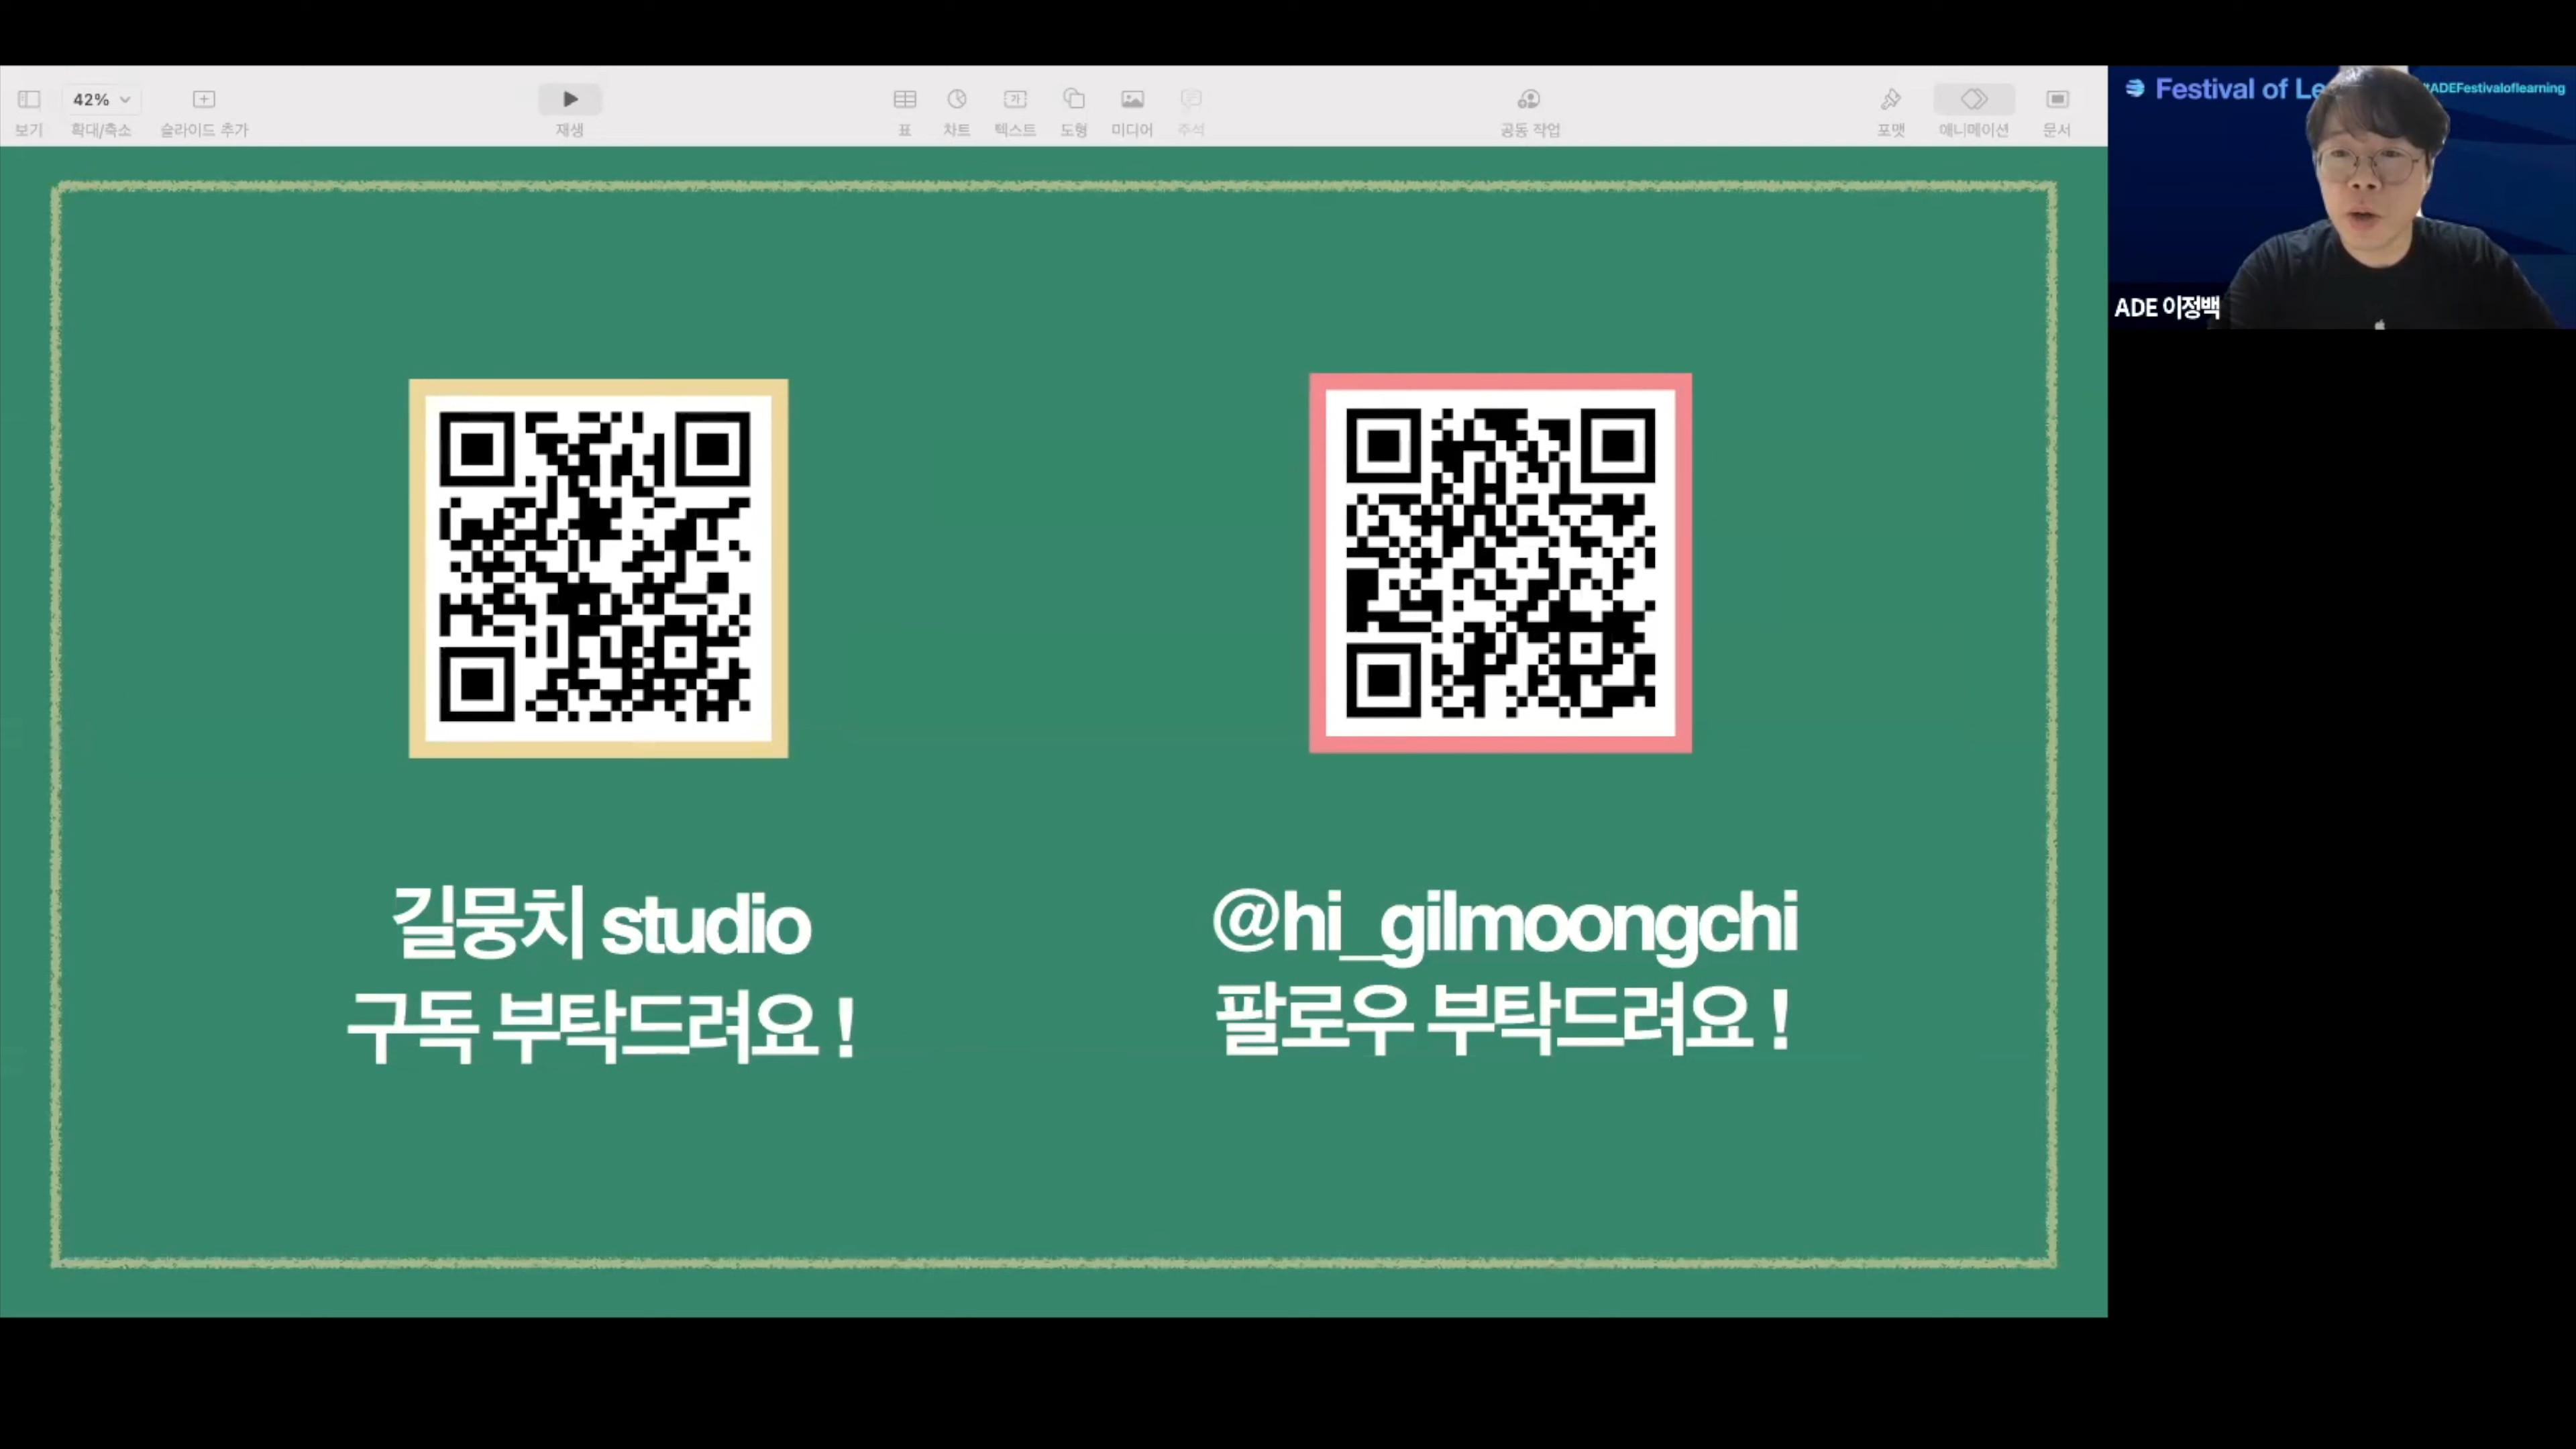 42%
보기
확대/축소
슬라이드 추가
재생
표
차트
텍스트
도형
미디어
주석
공동 작업
포맷
애니메이션
문서
Festival of
#ADEFestivaloflearning
ADE 이정백
길뭉치 studio
구독 부탁드려요 !
@hi_gilmoongchi
팔로우 부탁드려요 !